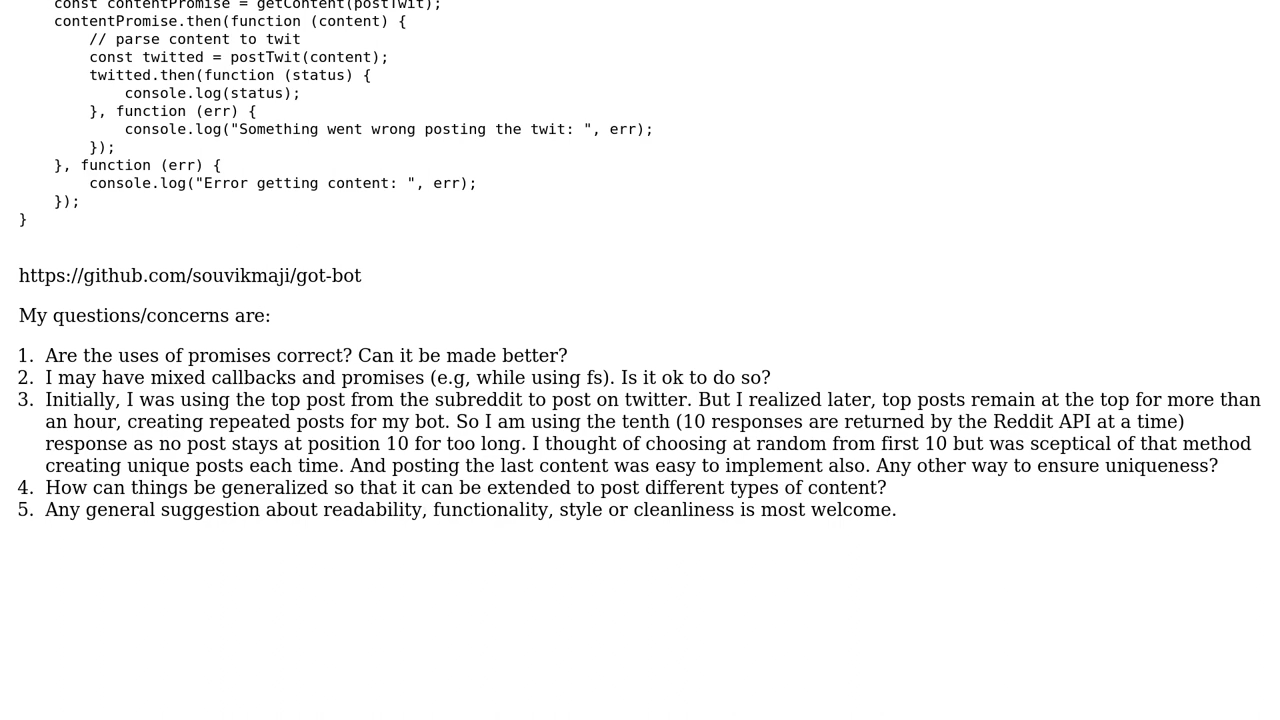 const contentPromise = getContent(postTwit);
contentPromise.then(function (content) {
// parse content to twit
const twitted = postTwit(content);
twitted.then(function (status) {
console.log(status);
}, function (err) {
console.log("Something went wrong posting the twit: ", err);
});
}, function (err) {
console.log("Error getting content: ", err);
});
}
https://github.com/souvikmaji/got-bot
My questions/concerns are:
1. Are the uses of promises correct? Can it be made better?
2. I may have mixed callbacks and promises (e.g, while using fs). Is it ok to do so?
3. Initially, I was using the top post from the subreddit to post on twitter. But I realized later, top posts remain at the top for more than
an hour, creating repeated posts for my bot. So I am using the tenth (10 responses are returned by the Reddit API at a time)
response as no post stays at position 10 for too long. I thought of choosing at random from first 10 but was sceptical of that method
creating unique posts each time. And posting the last content was easy to implement also. Any other way to ensure uniqueness?
4. How can things be generalized so that it can be extended to post different types of content?
5. Any general suggestion about readability, functionality, style or cleanliness is most welcome.